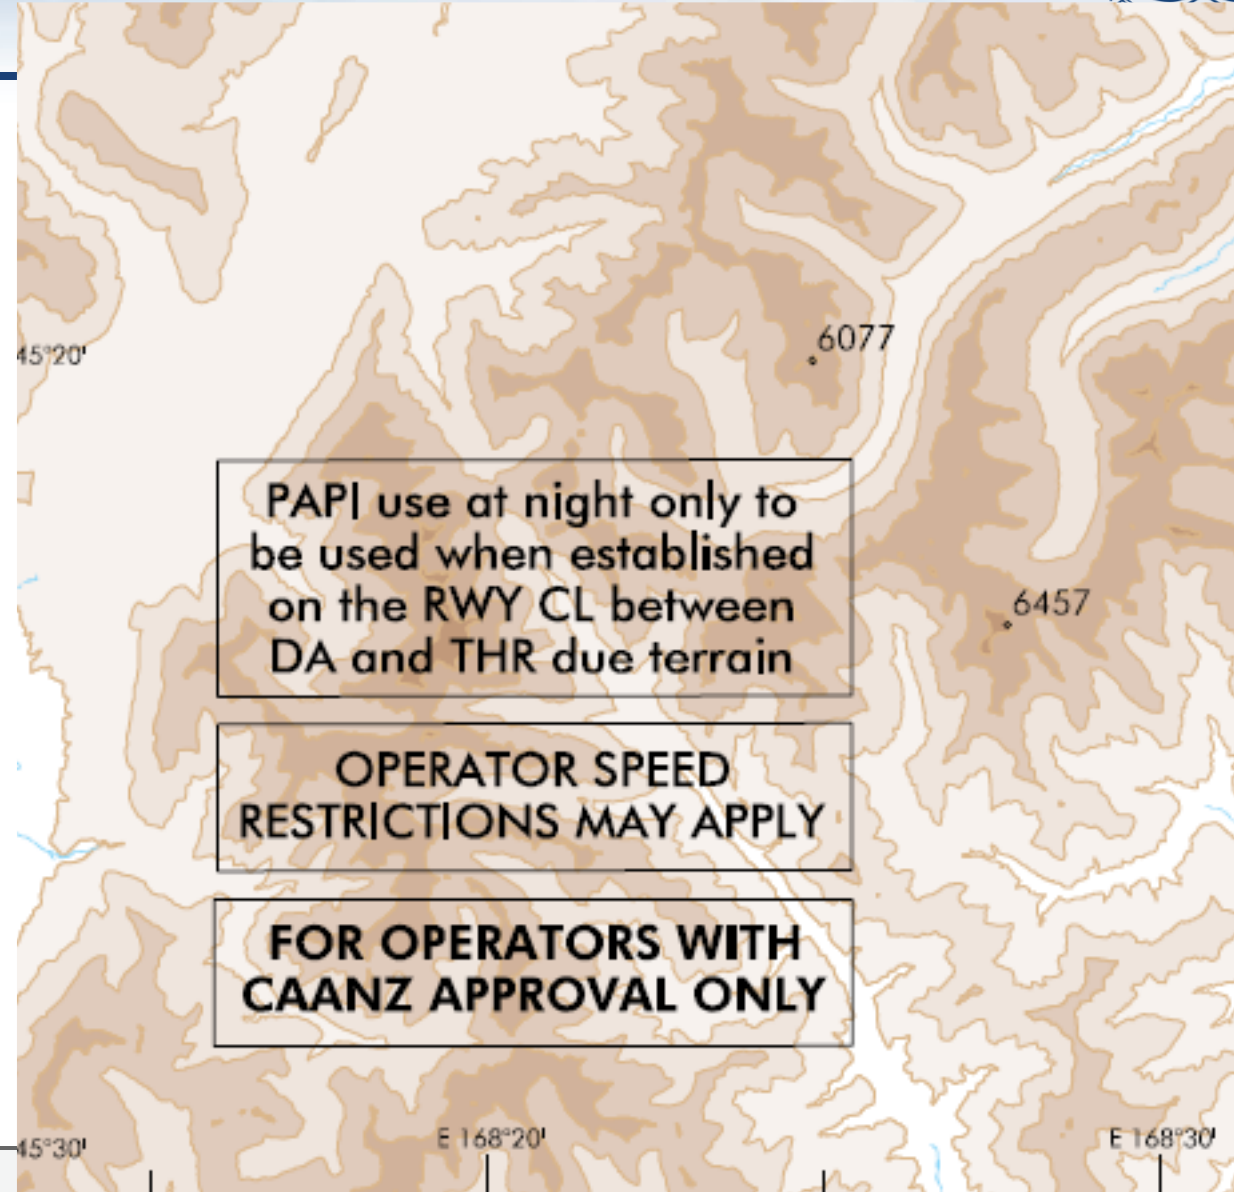 6077
45°20'
PAPI use at night only to
be used when established
on the RWY CL between
DA and THR due terrain
6457
OPERATOR SPEED
RESTRICTIONS MAY APPLY
FOR OPERATORS WITH
CAANZ APPROVAL ONLY
45°30'
E 168°20'
E 168°30'